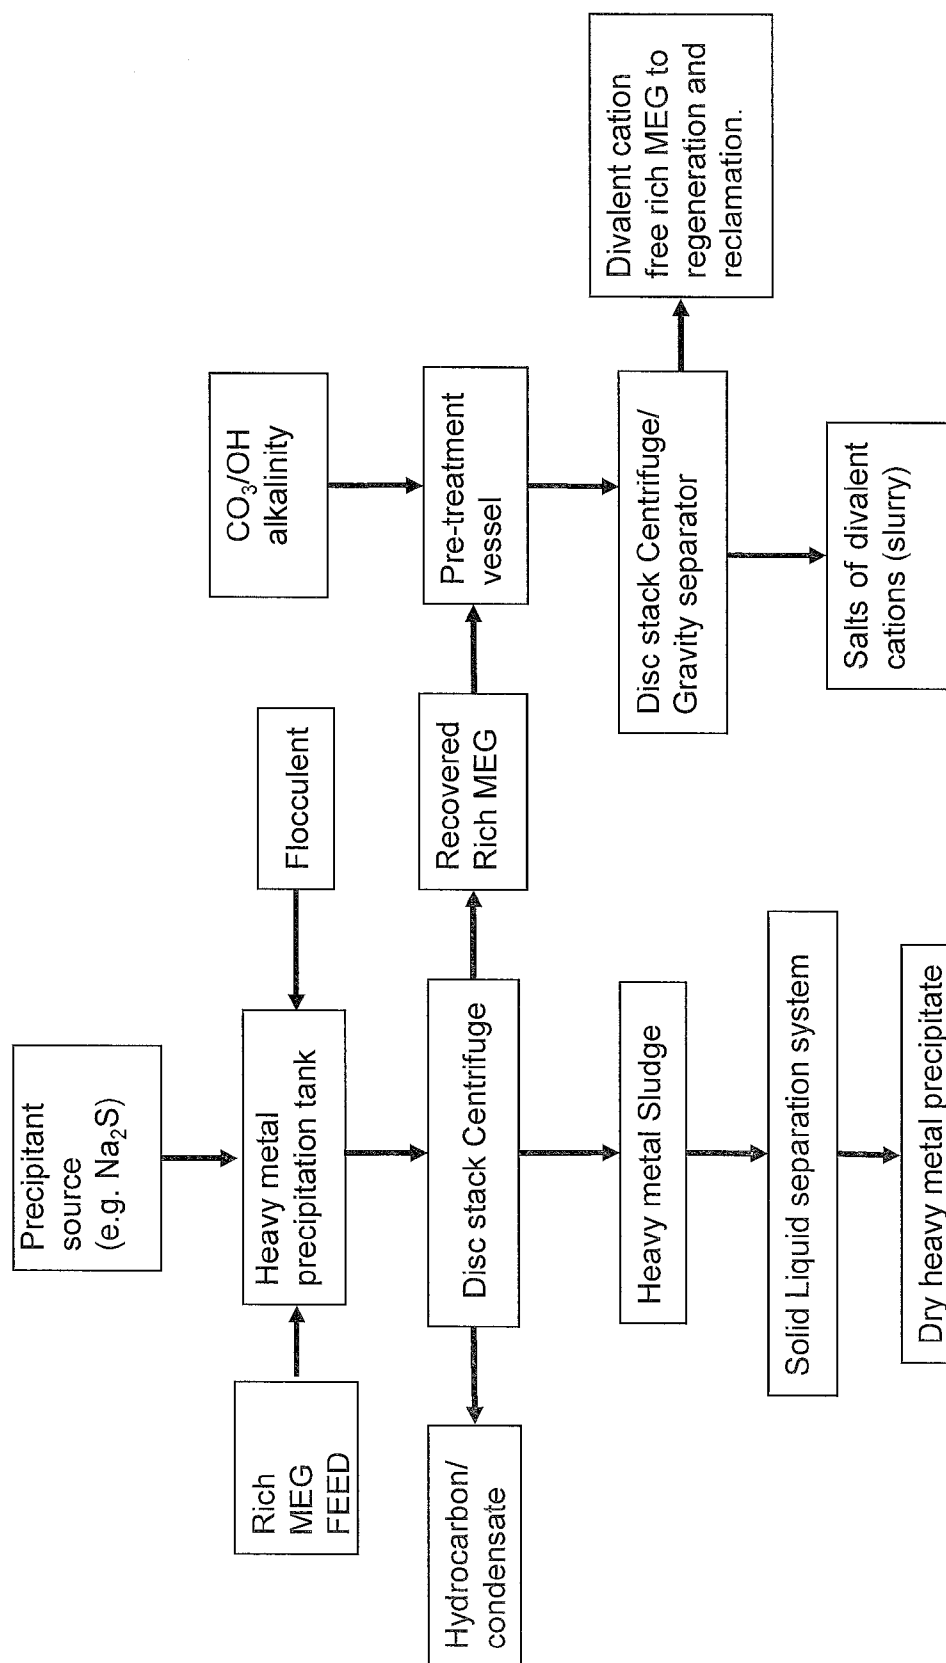 Precipitant
source
(e.g. Na₂S)
Rich
MEG
FEED
Heavy metal
precipitation tank
Flocculent
CO₃/OH
alkalinity
Hydrocarbon/
condensate
Disc stack Centrifuge
Recovered
Rich MEG
Pre-treatment
vessel
Heavy metal Sludge
Disc stack Centrifuge/
Gravity separator
Divalent cation
free rich MEG to
regeneration and
reclamation.
Solid Liquid separation system
Salts of divalent
cations (slurry)
Dry heavy metal precipitate